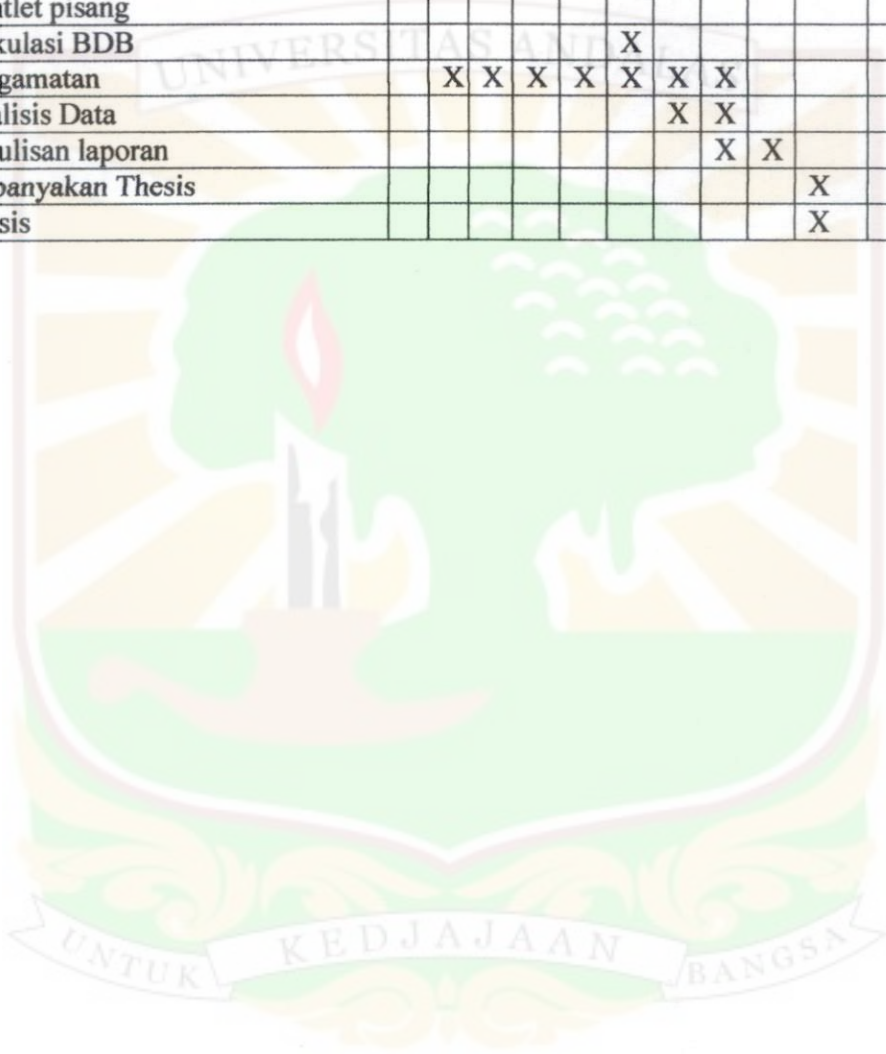 ntlet pisang
kulasi BDB X
gamatan X X X X X X X
lisis Data X X
ulisan laporan X X
banyakan Thesis X
sis X
UNIVERSITAS ANDALAS
UNTUK KEDJAJAAN BANGSA